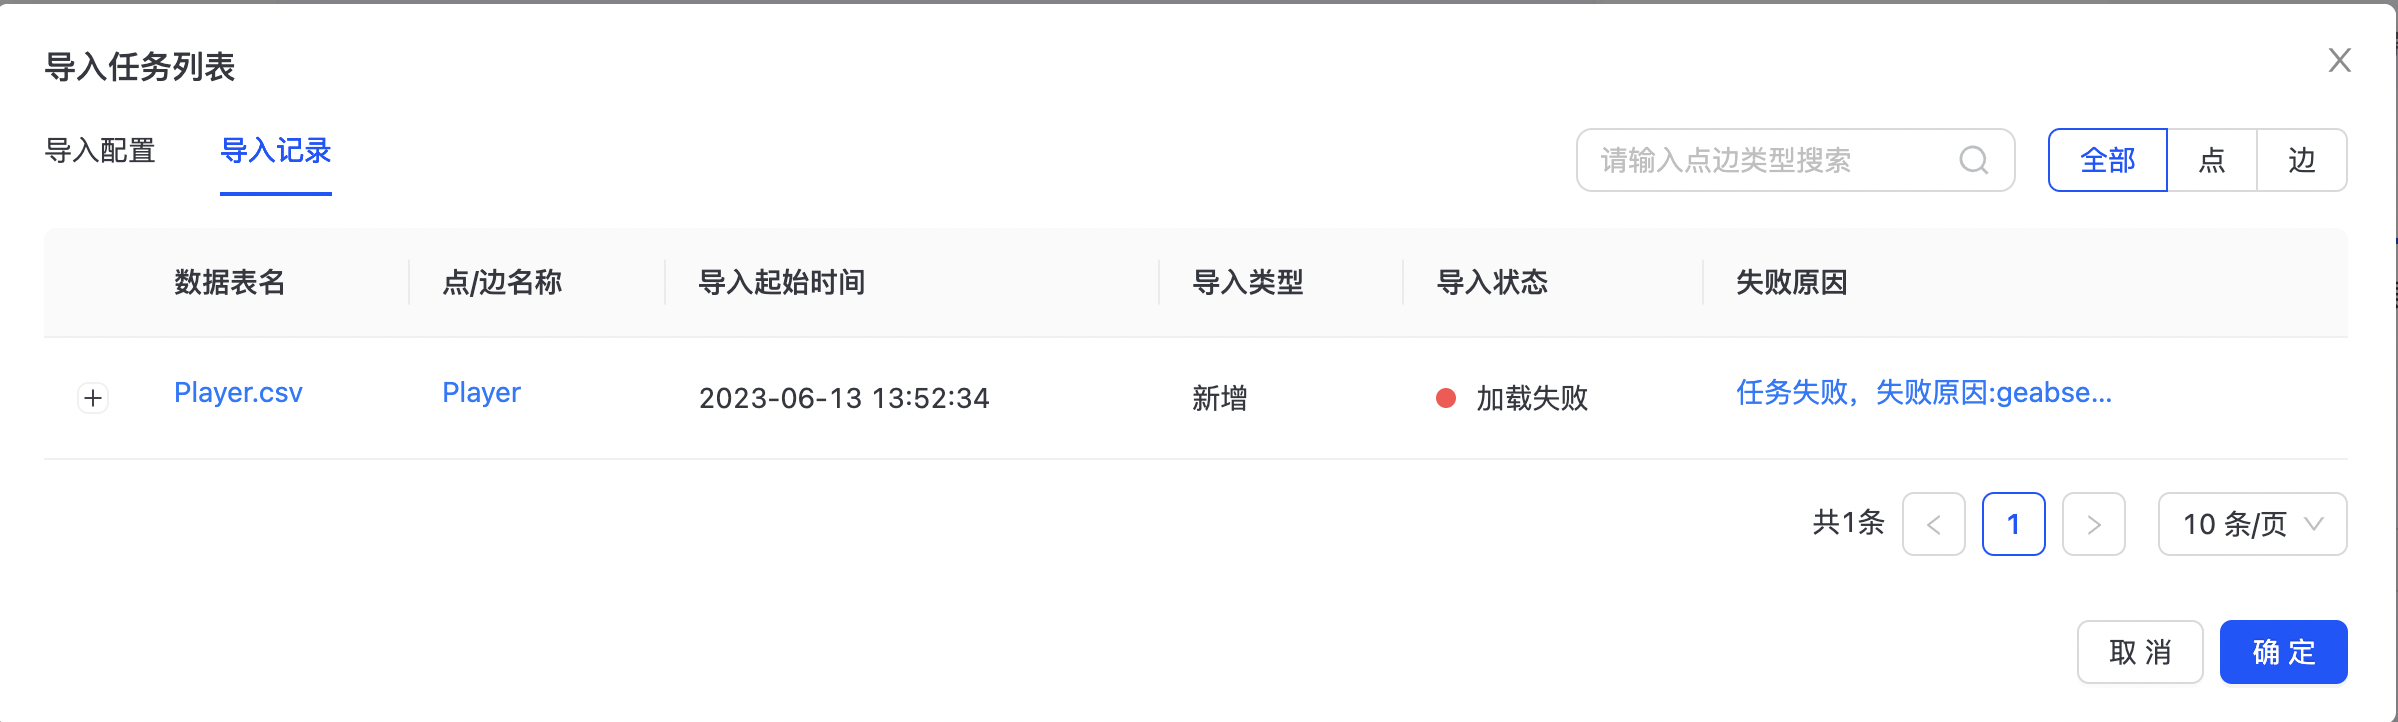 导入任务列表
导入配置 导入记录 请输入点边类型搜索 全部 点 边
数据表名 点/边名称 导入起始时间 导入类型 导入状态 失败原因
Player.csv Player 2023-06-13 13:52:34 新增 加载失败 任务失败，失败原因:geabse...
共1条 < 1 > 10 条/页
取 消 确 定